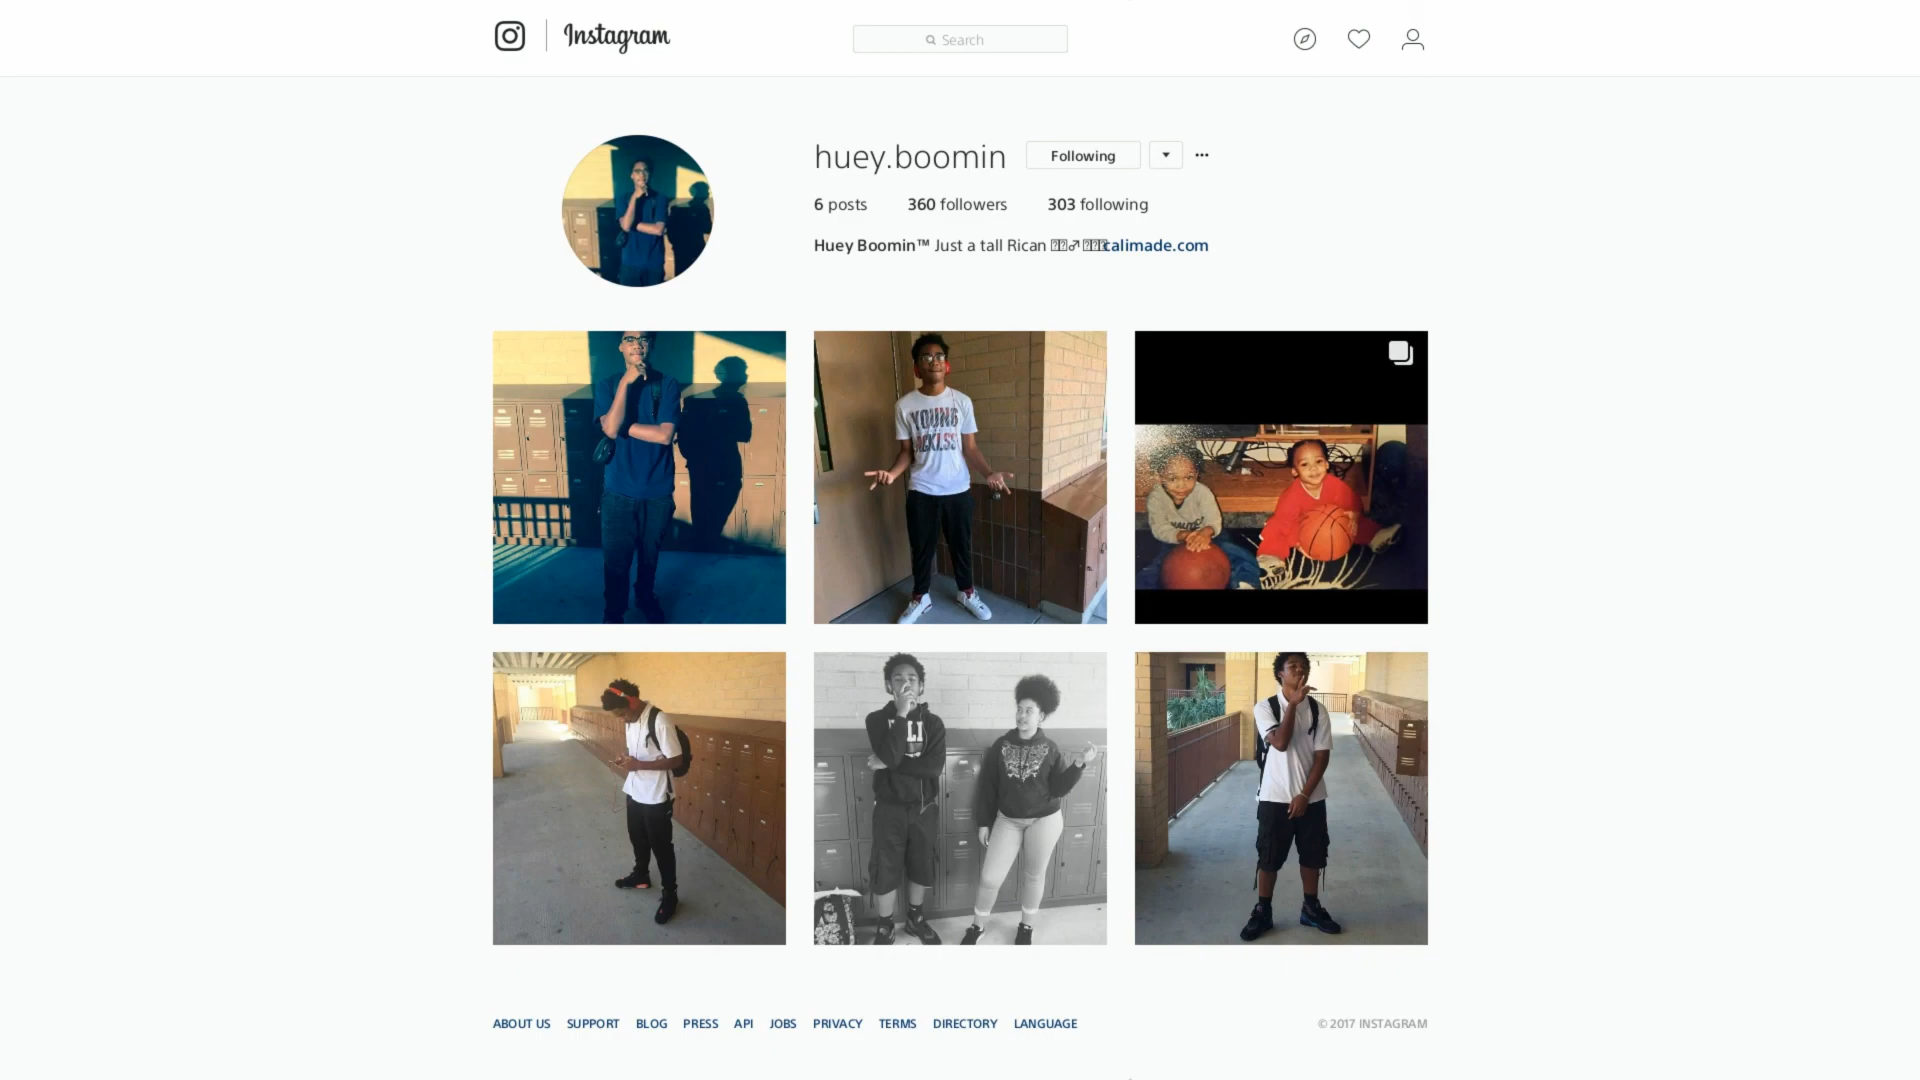 Instagram
Search
huey.boomin Following
6 posts 360 followers 303 following
Huey Boomin™ Just a tall Rican ♂ calimade.com
YOUNG
ABOUT US SUPPORT BLOG PRESS API JOBS PRIVACY TERMS DIRECTORY LANGUAGE
© 2017 INSTAGRAM